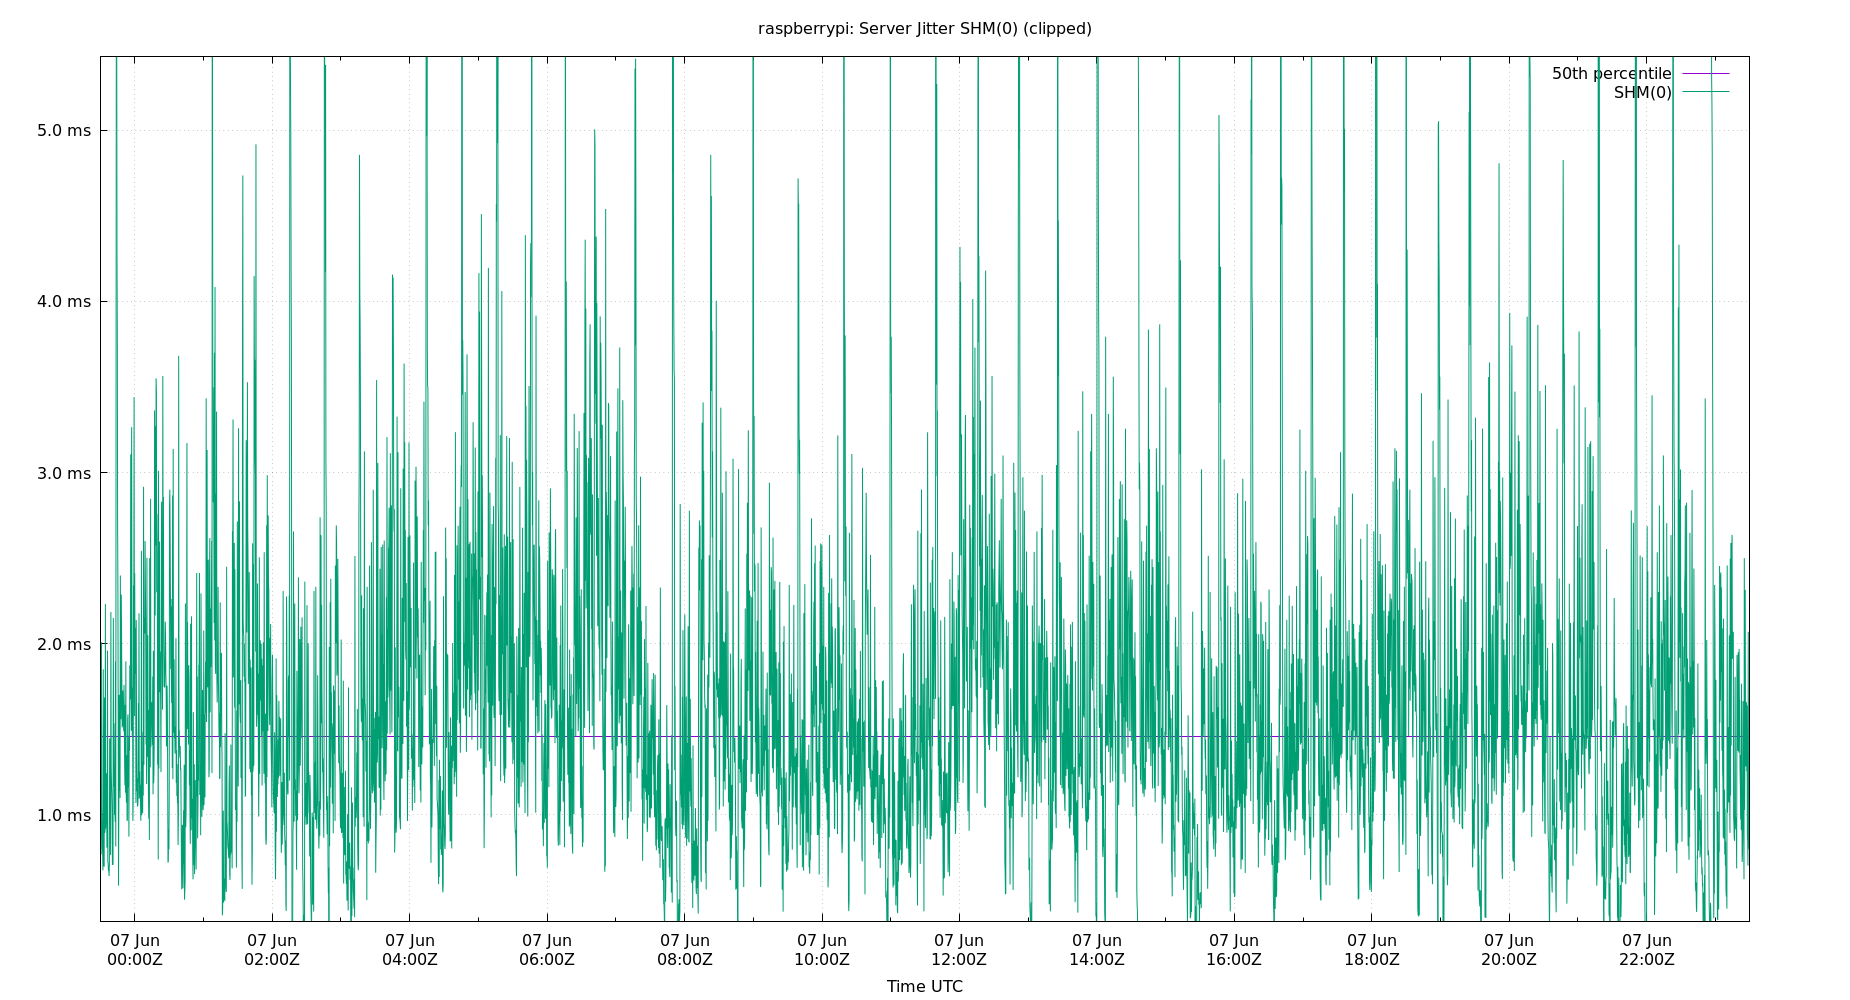 raspberrypi: Server Jitter SHM(0) (clipped)
50th percentile
SHM(0)
5.0 ms
4.0 ms
3.0 ms
2.0 ms
1.0 ms
07 Jun 07 Jun 07 Jun 07 Jun 07 Jun 07 Jun 07 Jun 07 Jun 07 Jun 07 Jun 07 Jun 07 Jun
00:00Z 02:00Z 04:00Z 06:00Z 08:00Z 10:00Z 12:00Z 14:00Z 16:00Z 18:00Z 20:00Z 22:00Z
Time UTC